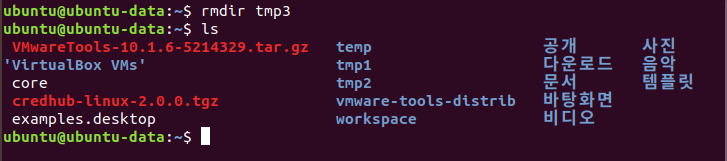 ubuntu@ubuntu-data:~$ rmdir tmp3
ubuntu@ubuntu-data:~$ ls
VMwareTools-10.1.6-5214329.tar.gz temp 공개 사진
'VirtualBox VMs' tmp1 다운로드 음악
core tmp2 문서 템플릿
credhub-linux-2.0.0.tgz vmware-tools-distrib 바탕화면
examples.desktop workspace 비디오
ubuntu@ubuntu-data:~$